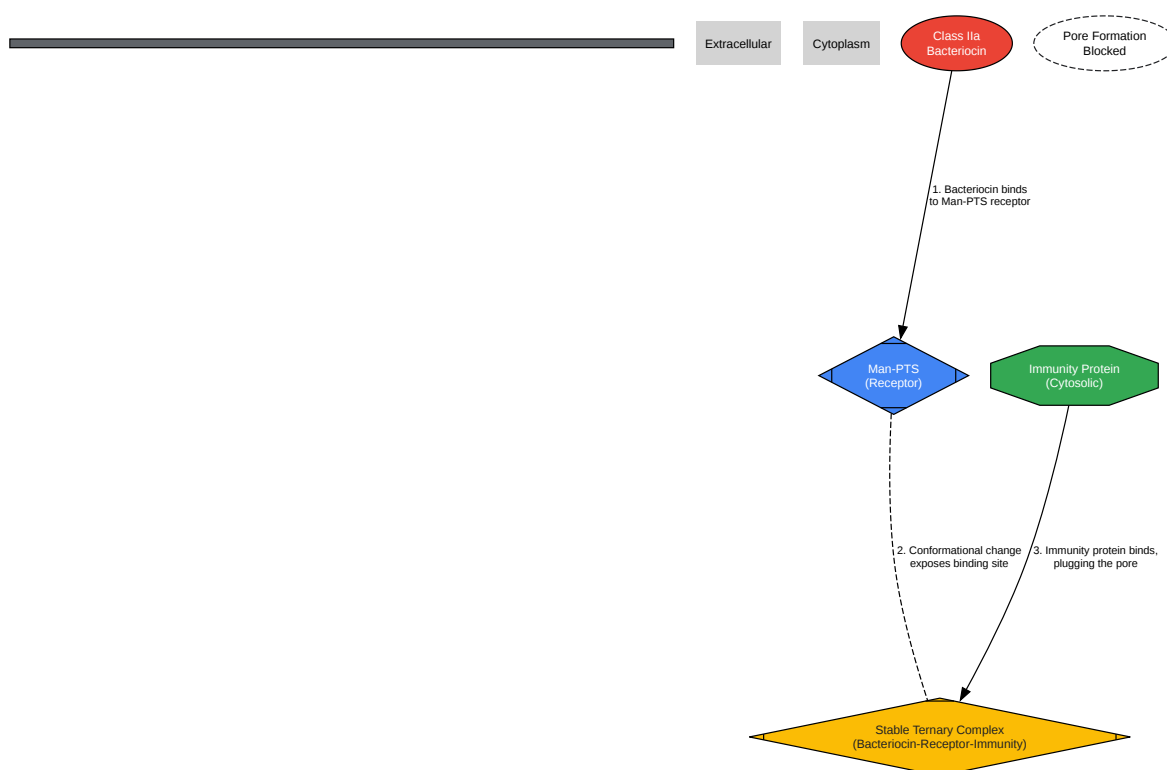 Extracellular
Cytoplasm
Class IIa
Bacteriocin
Pore Formation
Blocked
1. Bacteriocin binds
to Man-PTS receptor
Man-PTS
(Receptor)
Immunity Protein
(Cytosolic)
2. Conformational change
exposes binding site
3. Immunity protein binds,
plugging the pore
Stable Ternary Complex
(Bacteriocin-Receptor-Immunity)